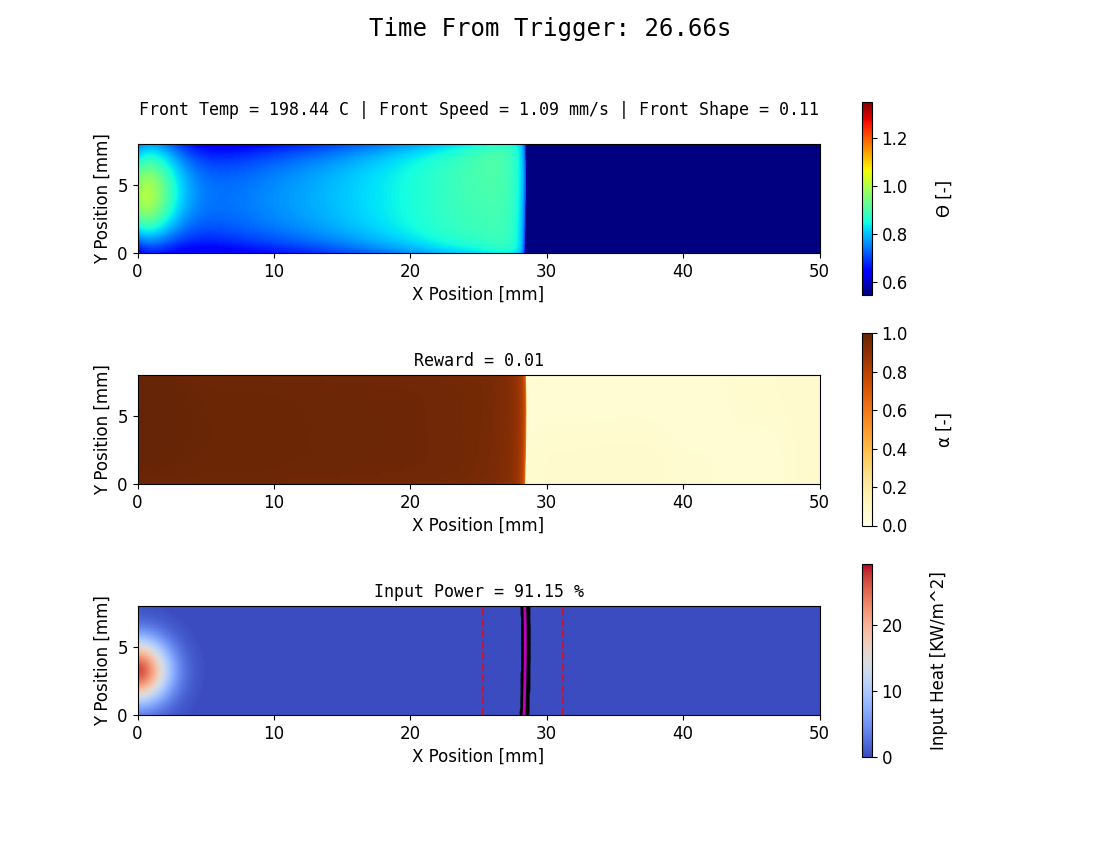 Time From Trigger: 26.66s
Front Temp = 198.44 C | Front Speed = 1.09 mm/s | Front Shape = 0.11
Y Position [mm]
5
0
0 10 20 30 40 50
X Position [mm]
1.2
1.0
0.8
0.6
Θ [-]
Reward = 0.01
Y Position [mm]
5
0
0 10 20 30 40 50
X Position [mm]
1.0
0.8
0.6
0.4
0.2
0.0
α [-]
Input Power = 91.15 %
Y Position [mm]
5
0
0 10 20 30 40 50
X Position [mm]
20
10
0
Input Heat [KW/m^2]